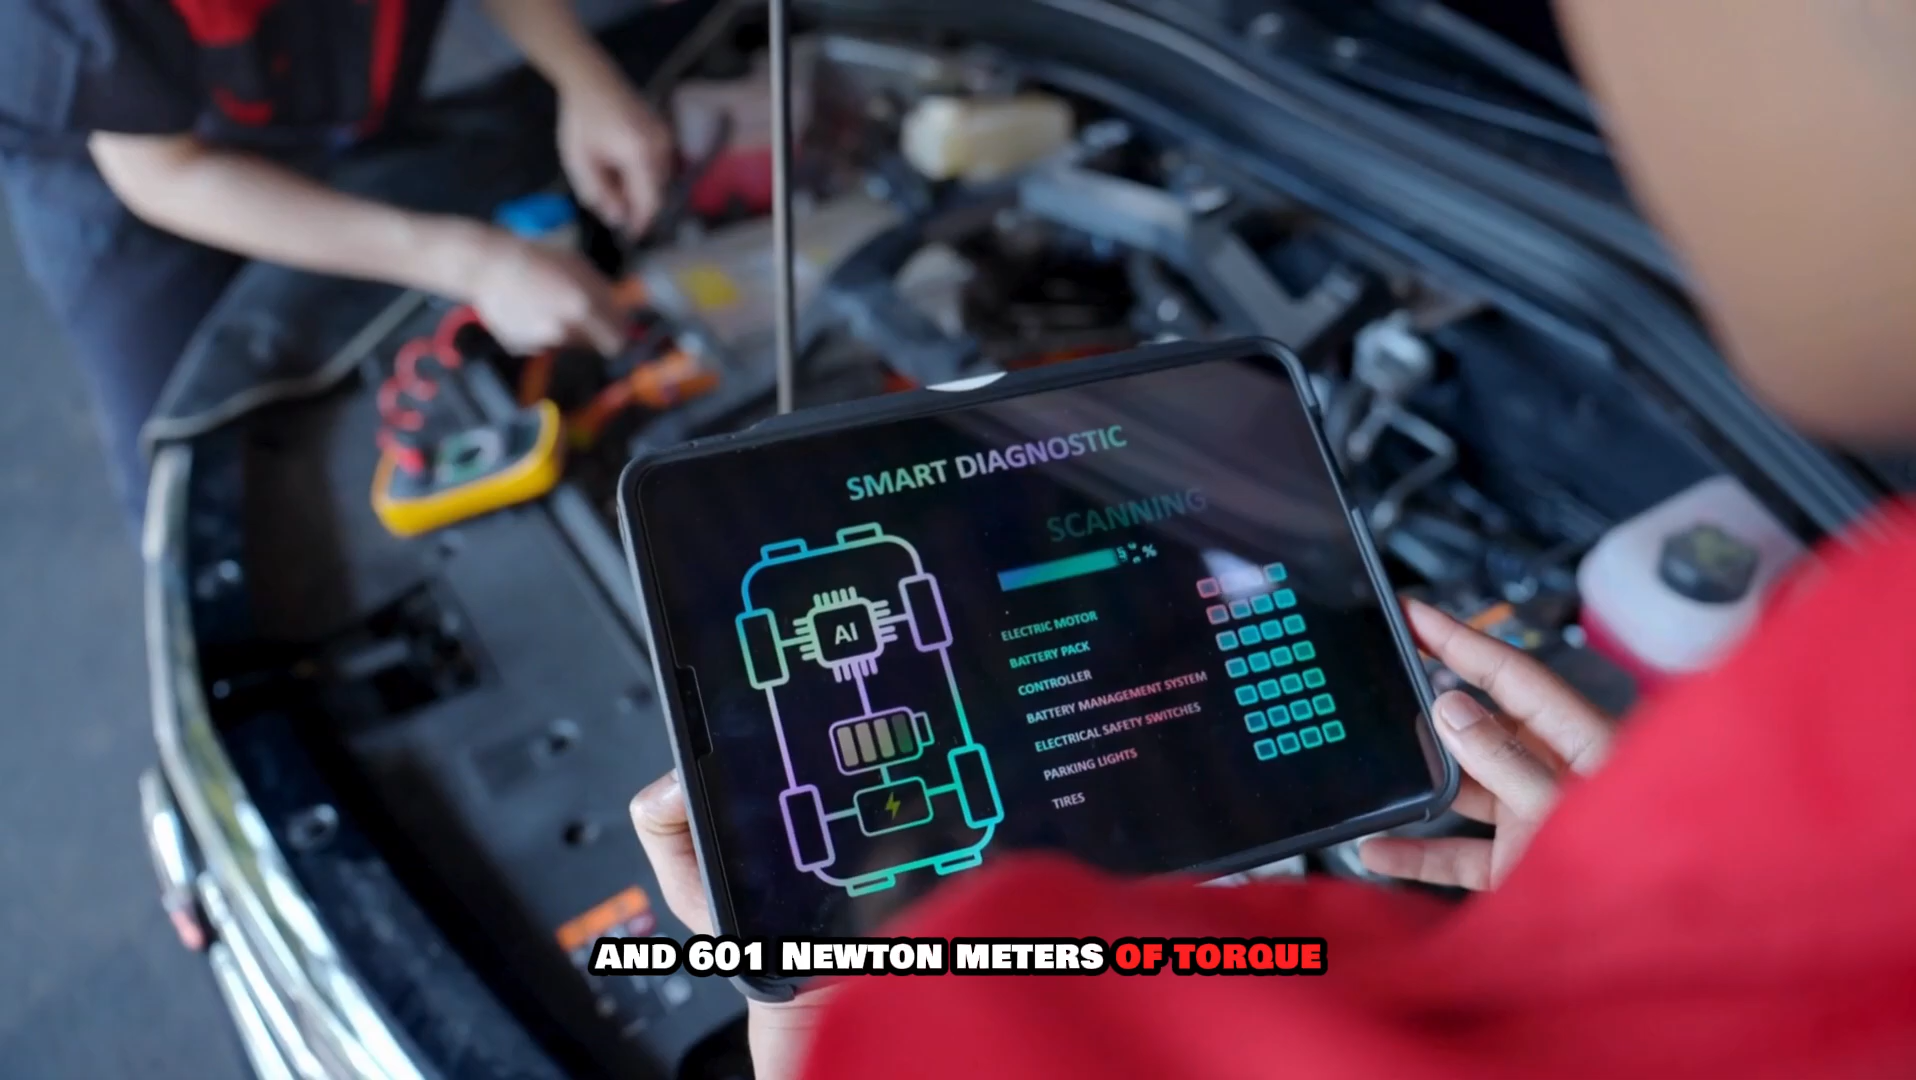 SMART DIAGNOSTIC
SCANNING
%
AI
ELECTRIC MOTOR
BATTERY PACK
CONTROLLER
BATTERY MANAGEMENT SYSTEM
ELECTRICAL SAFETY SWITCHES
PARKING LIGHTS
TIRES
AND 601 NEWTON METERS OF TORQUE